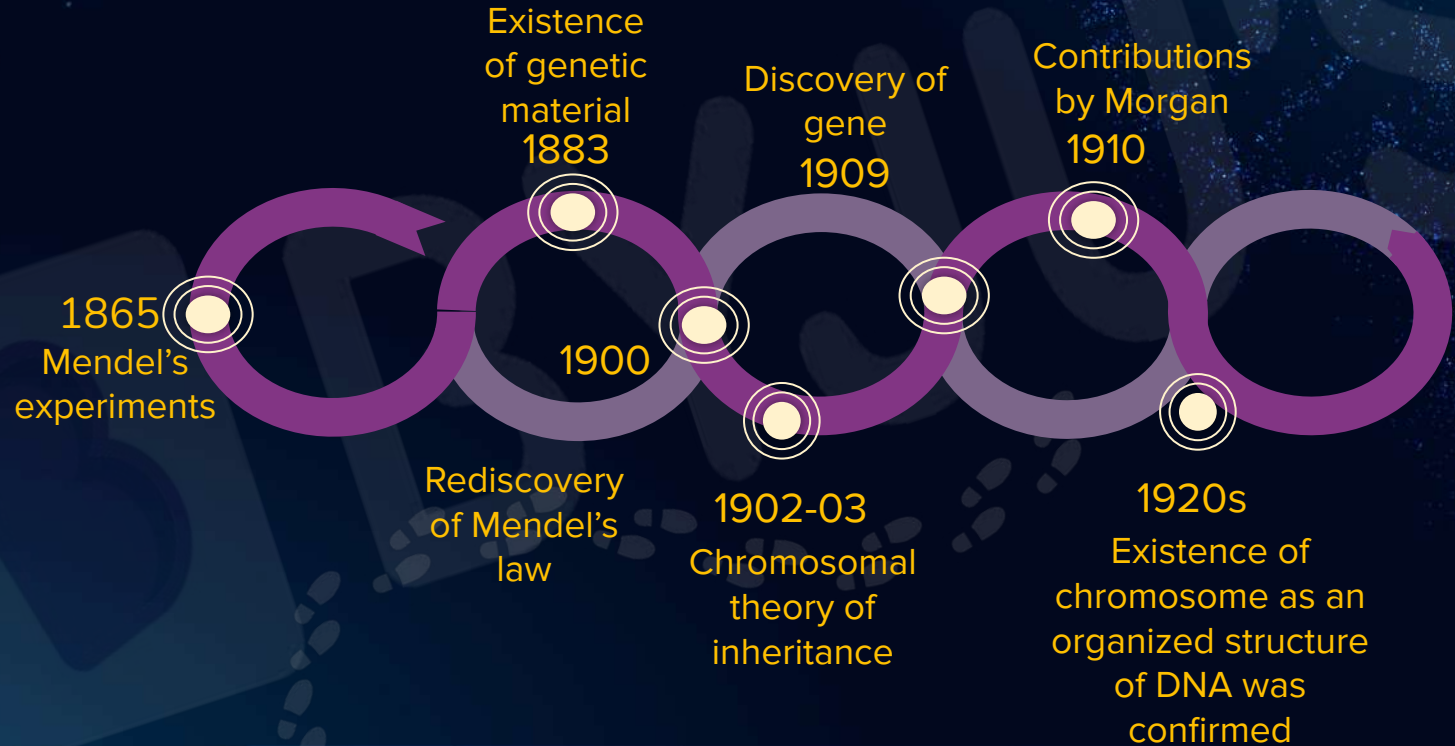 1865
Mendel's
experiments
Existence
of genetic
material
1883
1900
Rediscovery
of Mendel's
law
1902-03
Chromosomal
theory of
inheritance
Discovery of
gene
1909
Contributions
by Morgan
1910
1920s
Existence of
chromosome as an
organized structure
of DNA was
confirmed